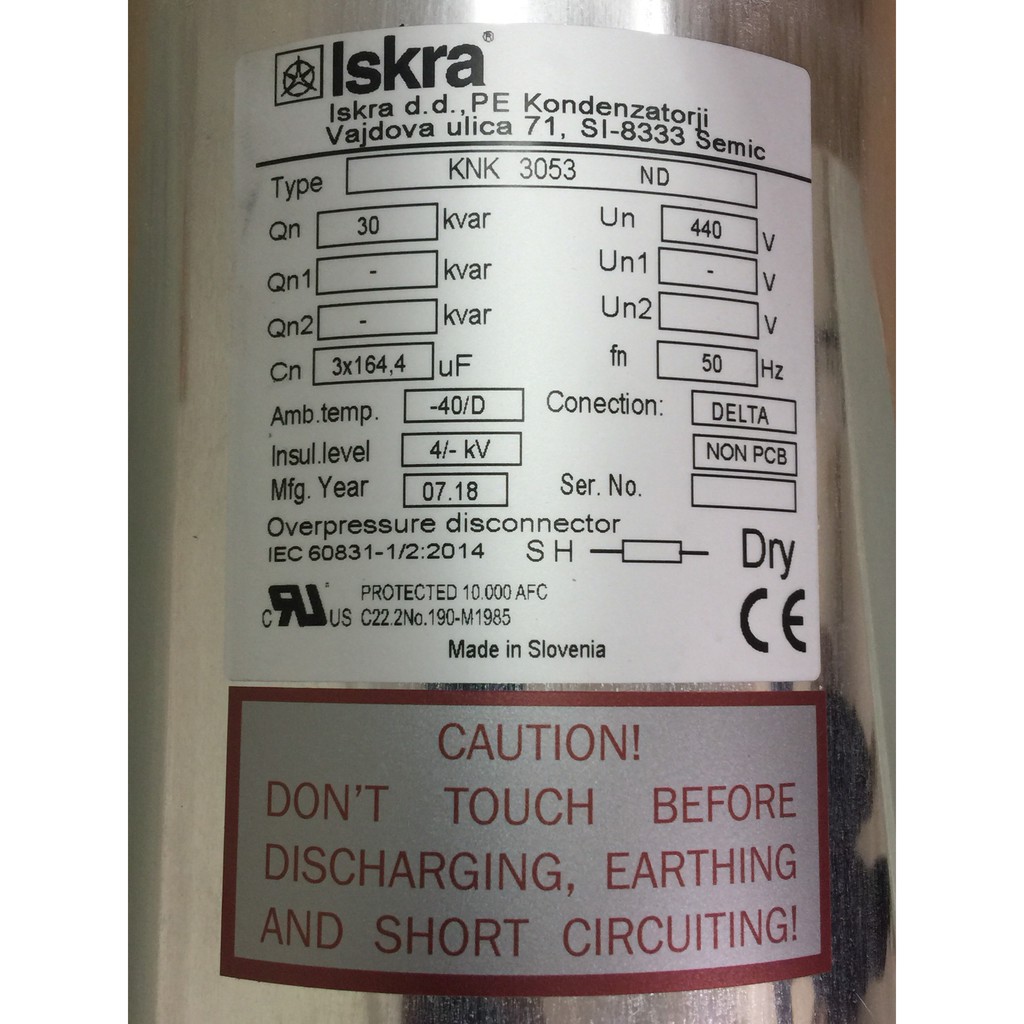 Iskra®
Iskra d.d., PE Kondenzatorji
Vajdova ulica 71, SI-8333 Semic
Type KNK 3053 ND
Qn 30 kvar Un 440 V
Qn1 - kvar Un1 - V
Qn2 - kvar Un2 V
Cn 3x164,4 uF fn 50 Hz
Amb.temp. -40/D Conection: DELTA
Insul.level 4/- kV NON PCB
Mfg. Year 07.18 Ser. No.
Overpressure disconnector
IEC 60831-1/2:2014 SH Dry
C RU US PROTECTED 10.000 AFC CE
C22.2No.190-M1985
Made in Slovenia
CAUTION!
DON'T TOUCH BEFORE
DISCHARGING, EARTHING
AND SHORT CIRCUITING!